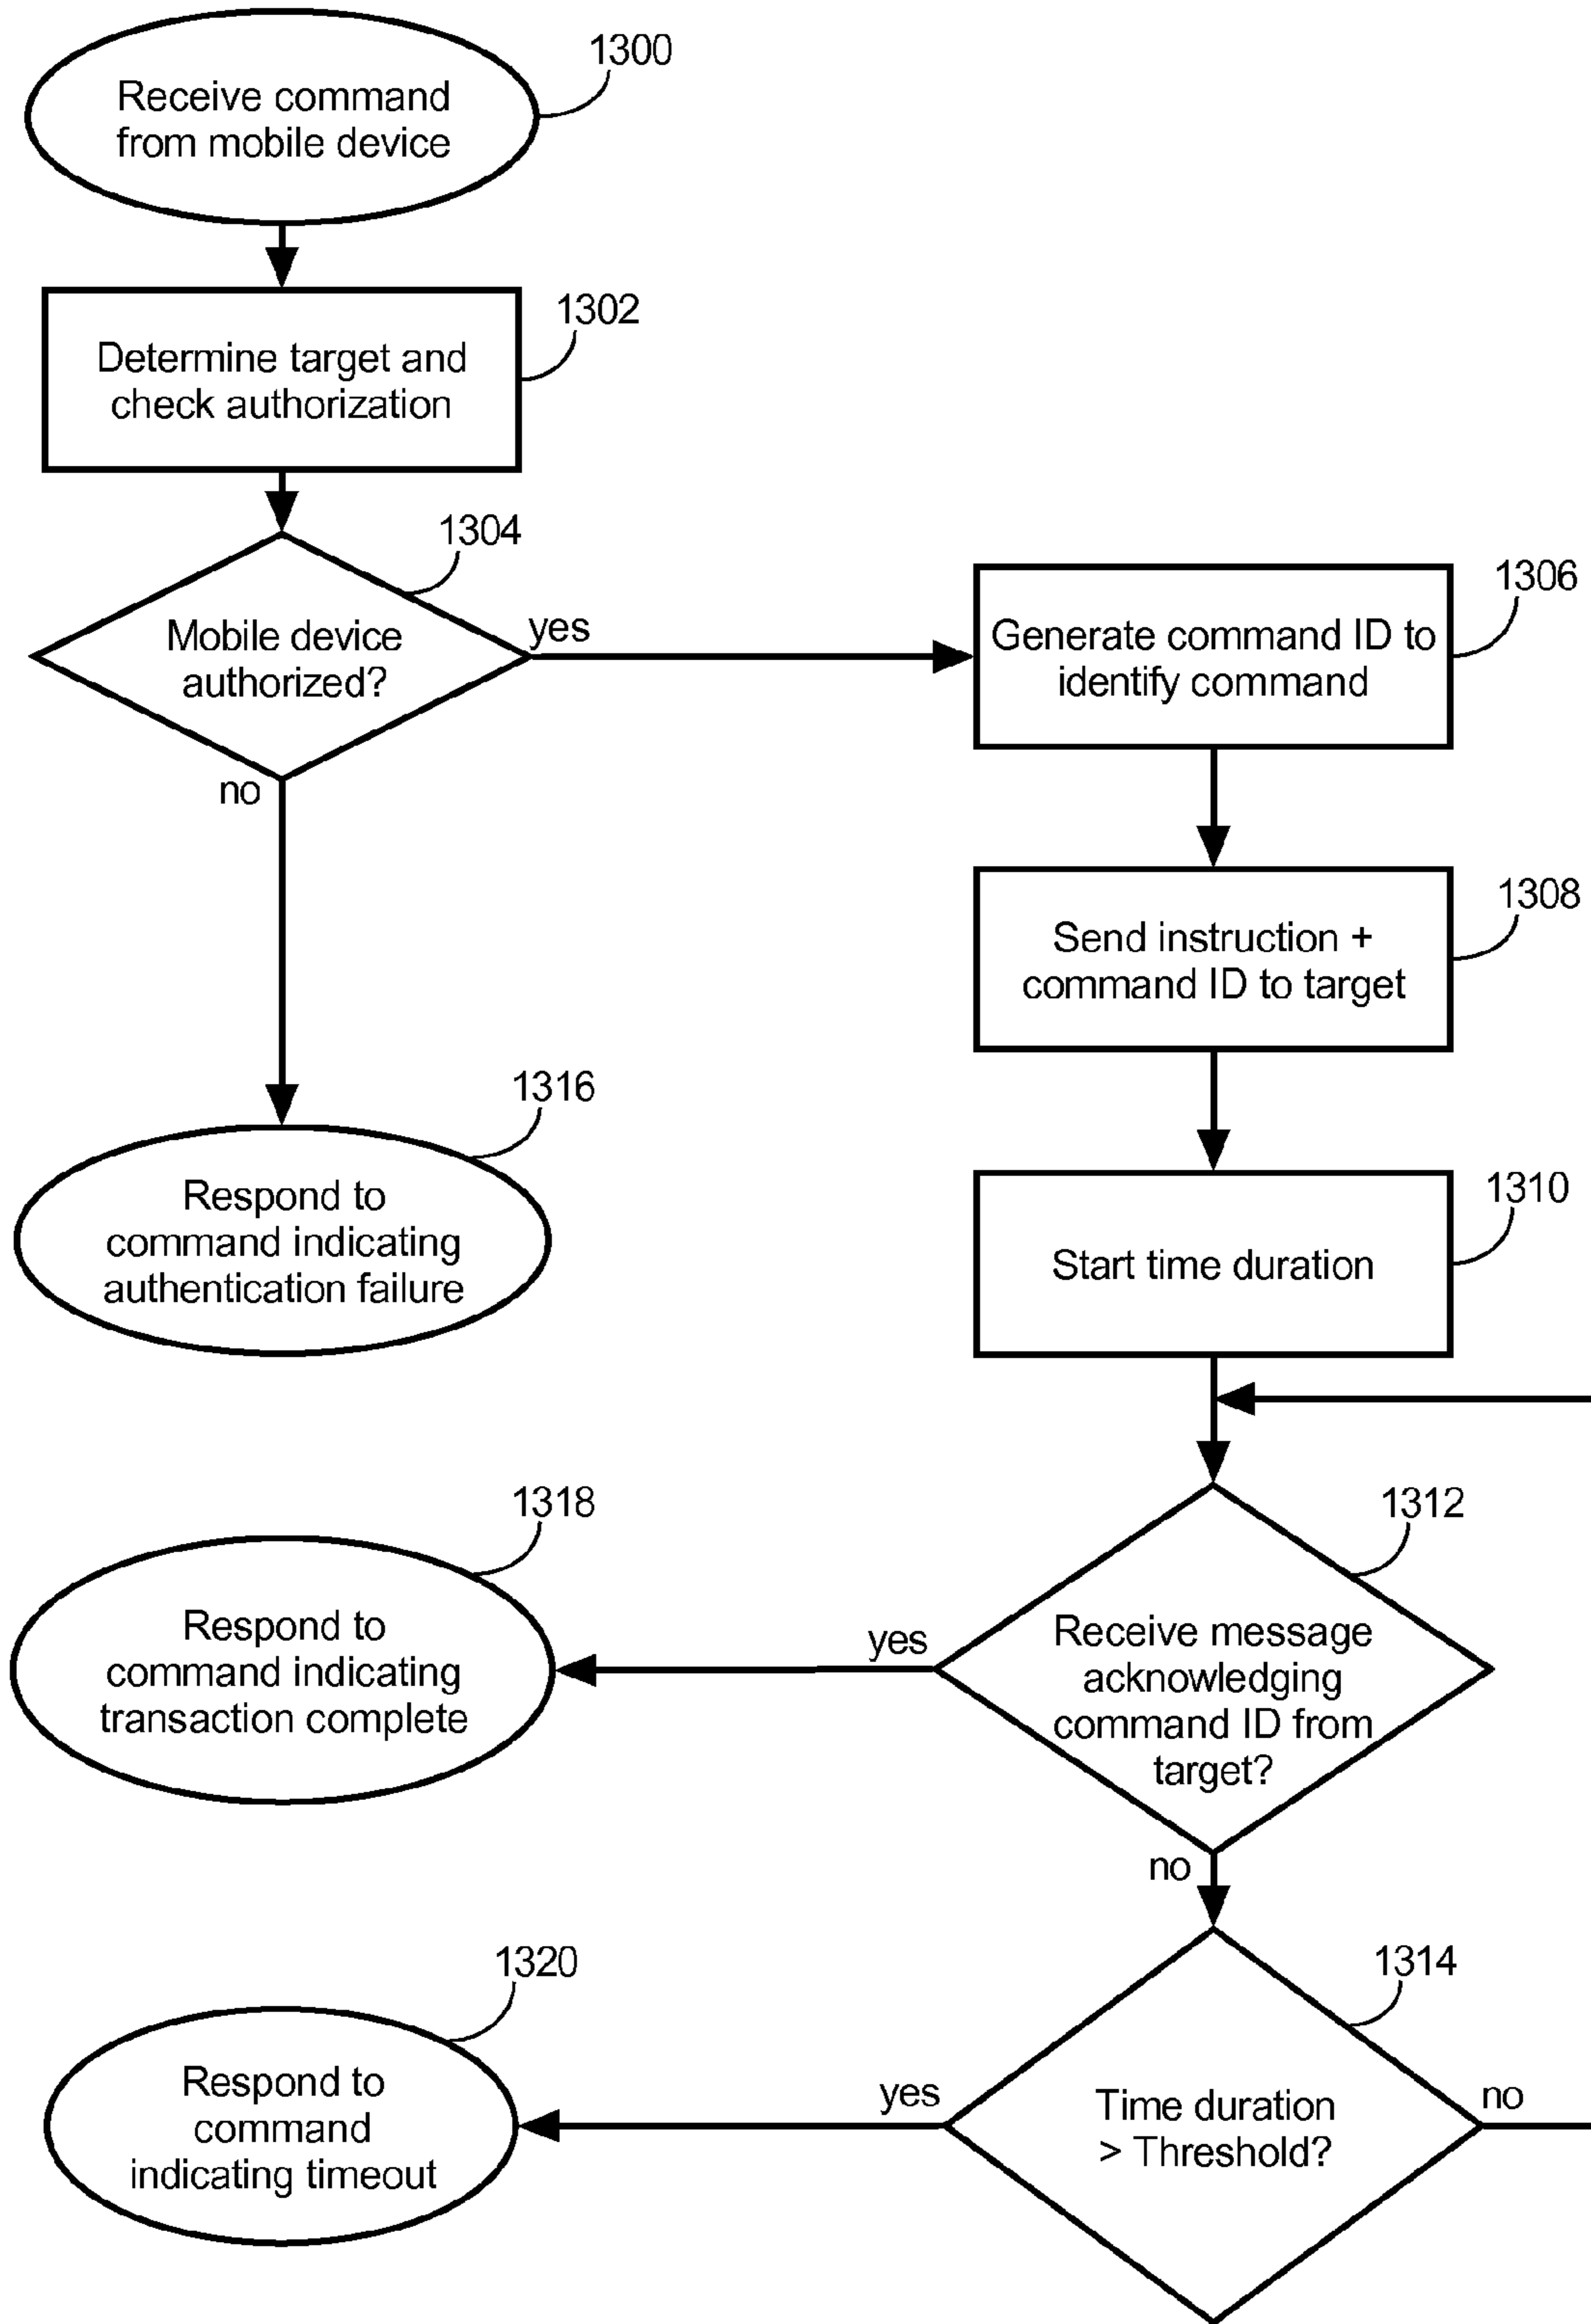 1300
Receive command
from mobile device
1302
Determine target and
check authorization
1304
Mobile device
authorized?
yes
no
1306
Generate command ID to
identify command
1308
Send instruction +
command ID to target
1316
Respond to
command indicating
authentication failure
1310
Start time duration
1318
Respond to
command indicating
transaction complete
1312
yes
Receive message
acknowledging
command ID from
target?
no
1320
Respond to
command
indicating timeout
1314
yes
Time duration
> Threshold?
no